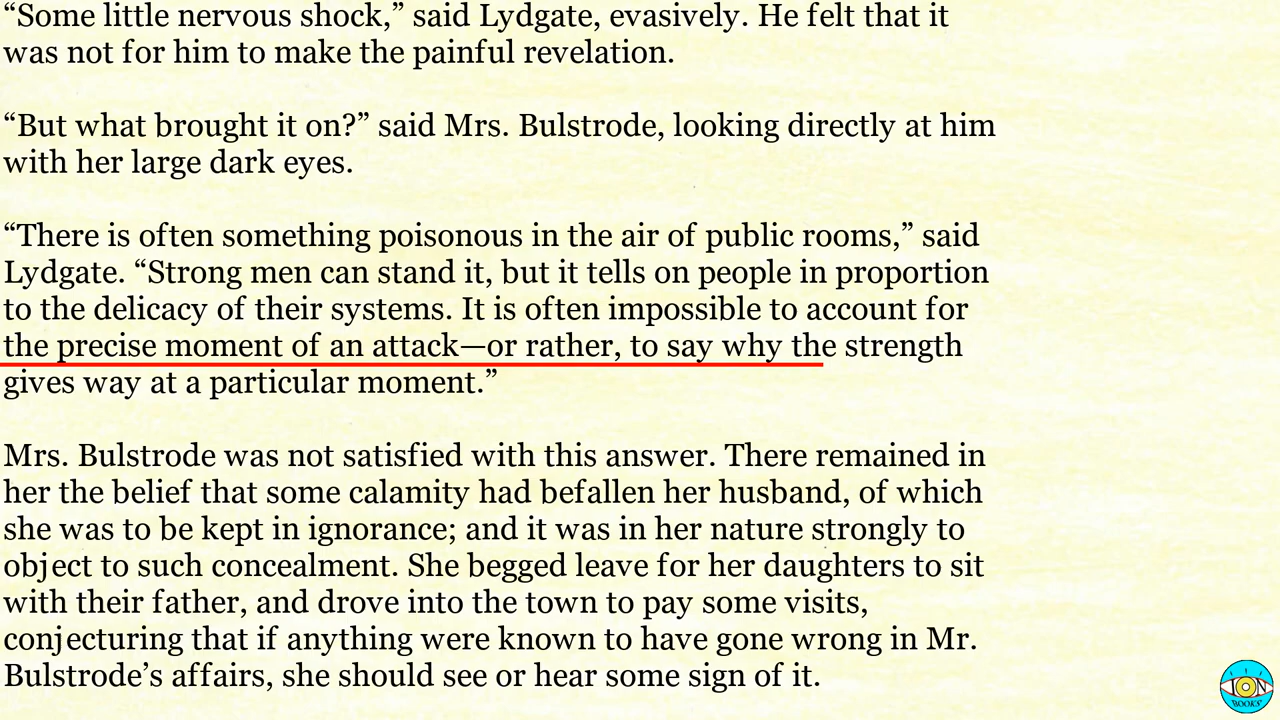 “Some little nervous shock,” said Lydgate, evasively. He felt that it
was not for him to make the painful revelation.
“But what brought it on?” said Mrs. Bulstrode, looking directly at him
with her large dark eyes.
“There is often something poisonous in the air of public rooms,” said
Lydgate. “Strong men can stand it, but it tells on people in proportion
to the delicacy of their systems. It is often impossible to account for
the precise moment of an attack—or rather, to say why the strength
gives way at a particular moment.”
Mrs. Bulstrode was not satisfied with this answer. There remained in
her the belief that some calamity had befallen her husband, of which
she was to be kept in ignorance; and it was in her nature strongly to
object to such concealment. She begged leave for her daughters to sit
with their father, and drove into the town to pay some visits,
conjecturing that if anything were known to have gone wrong in Mr.
Bulstrode’s affairs, she should see or hear some sign of it.
ION
BOOKS